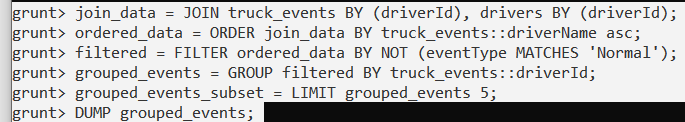 grunt> join_data = JOIN truck_events BY (driverId), drivers BY (driverId);
grunt> ordered_data = ORDER join_data BY truck_events::driverName asc;
grunt> filtered = FILTER ordered_data BY NOT (eventType MATCHES 'Normal');
grunt> grouped_events = GROUP filtered BY truck_events::driverId;
grunt> grouped_events_subset = LIMIT grouped_events 5;
grunt> DUMP grouped_events;